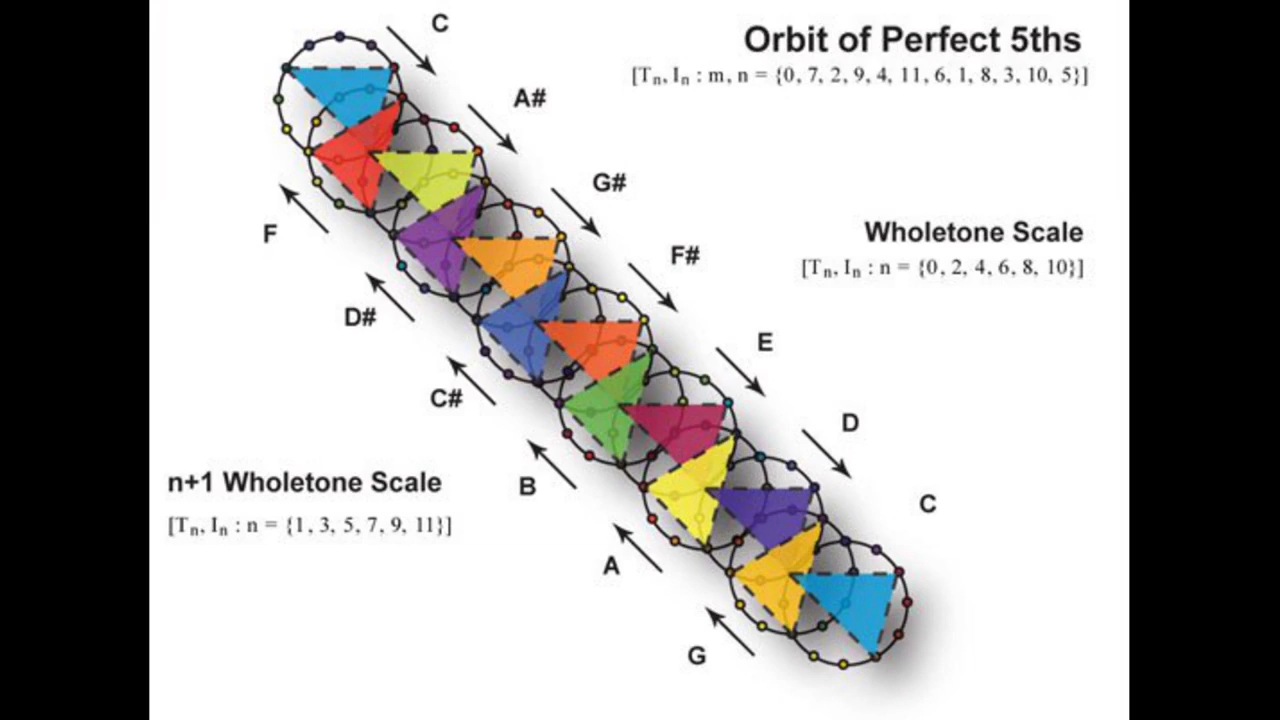 Orbit of Perfect 5ths
[Tn, In : m, n = {0, 7, 2, 9, 4, 11, 6, 1, 8, 3, 10, 5}]
C
A#
G#
F#
E
D
C
Wholetone Scale
[Tn, In : n = {0, 2, 4, 6, 8, 10}]
F
D#
C#
B
A
G
n+1 Wholetone Scale
[Tn, In : n = {1, 3, 5, 7, 9, 11}]